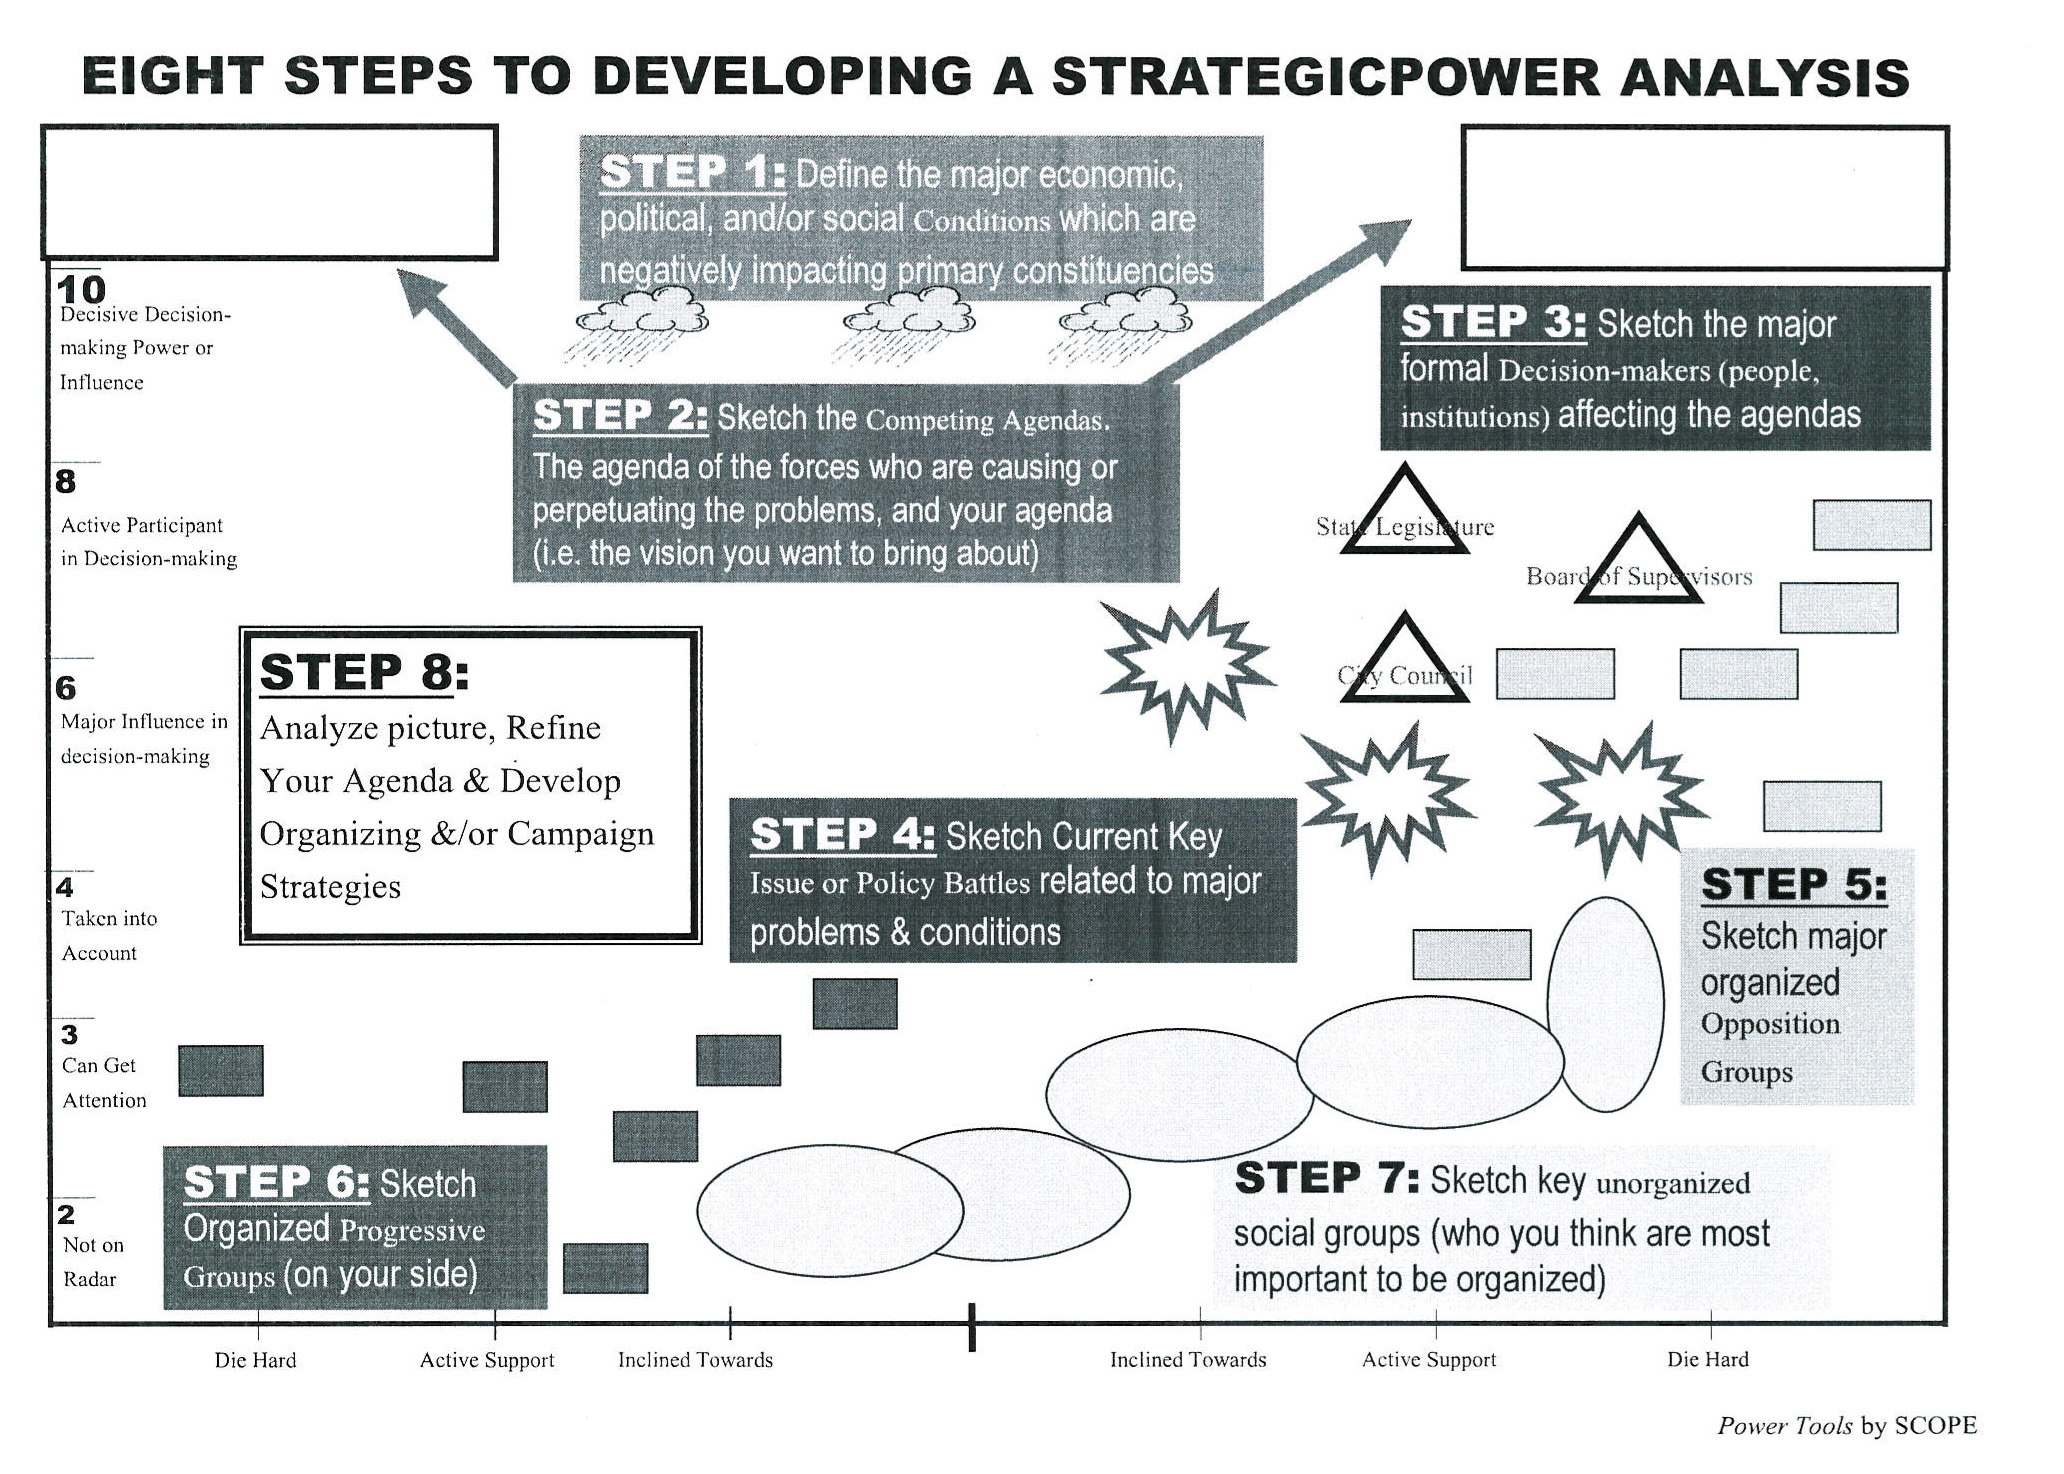 EIGHT STEPS TO DEVELOPING A STRATEGICPOWER ANALYSIS
STEP 1: Define the major economic,
political, and/or social Conditions which are
negatively impacting primary constituencies
10
Decisive Decision-
making Power or
Influence
STEP 2: Sketch the Competing Agendas.
The agenda of the forces who are causing or
perpetuating the problems, and your agenda
(i.e. the vision you want to bring about)
STEP 3: Sketch the major
formal Decision-makers (people,
institutions) affecting the agendas
8
Active Participant
in Decision-making
State Legislature
Board of Supervisors
City Council
6
Major Influence in
decision-making
STEP 8:
Analyze picture, Refine
Your Agenda & Develop
Organizing &/or Campaign
Strategies
STEP 4: Sketch Current Key
Issue or Policy Battles related to major
problems & conditions
4
Taken into
Account
STEP 5:
Sketch major
organized
Opposition
Groups
3
Can Get
Attention
STEP 6: Sketch
Organized Progressive
Groups (on your side)
STEP 7: Sketch key unorganized
social groups (who you think are most
important to be organized)
2
Not on
Radar
Die Hard
Active Support
Inclined Towards
Inclined Towards
Active Support
Die Hard
Power Tools by SCOPE